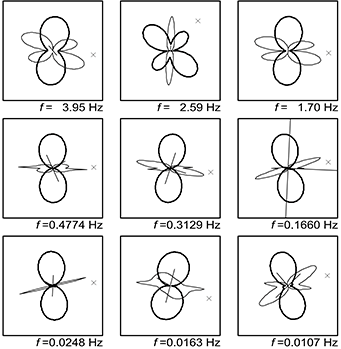 f = 3.95 Hz
f = 2.59 Hz
f = 1.70 Hz
f = 0.4774 Hz
f = 0.3129 Hz
f = 0.1660 Hz
f = 0.0248 Hz
f = 0.0163 Hz
f = 0.0107 Hz